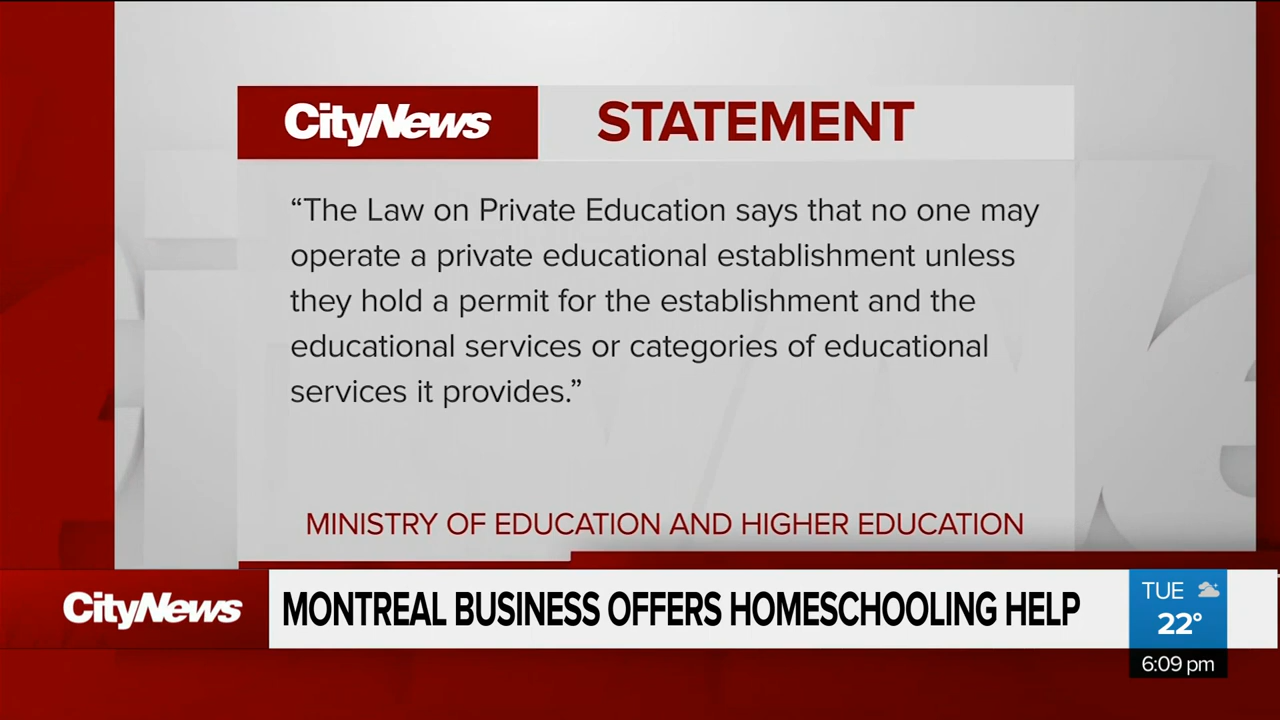 CityNews
STATEMENT
“The Law on Private Education says that no one may
operate a private educational establishment unless
they hold a permit for the establishment and the
educational services or categories of educational
services it provides.”
MINISTRY OF EDUCATION AND HIGHER EDUCATION
CityNews
MONTREAL BUSINESS OFFERS HOMESCHOOLING HELP
TUE
22°
6:09 pm